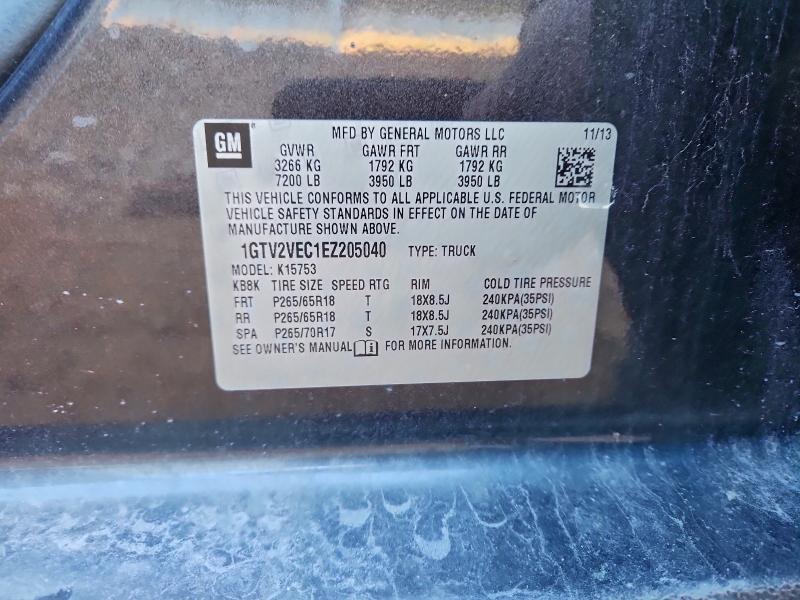 GM MFD BY GENERAL MOTORS LLC 11/13
GVWR GAWR FRT GAWR RR
3266 KG 1792 KG 1792 KG
7200 LB 3950 LB 3950 LB
THIS VEHICLE CONFORMS TO ALL APPLICABLE U.S. FEDERAL MOTOR
VEHICLE SAFETY STANDARDS IN EFFECT ON THE DATE OF
MANUFACTURE SHOWN ABOVE.
1GTV2VEC1EZ205040 TYPE: TRUCK
MODEL: K15753
KB8K TIRE SIZE SPEED RTG RIM COLD TIRE PRESSURE
FRT P265/65R18 T 18X8.5J 240KPA(35PSI)
RR P265/65R18 T 18X8.5J 240KPA(35PSI)
SPA P265/70R17 S 17X7.5J 240KPA(35PSI)
SEE OWNER'S MANUAL FOR MORE INFORMATION.